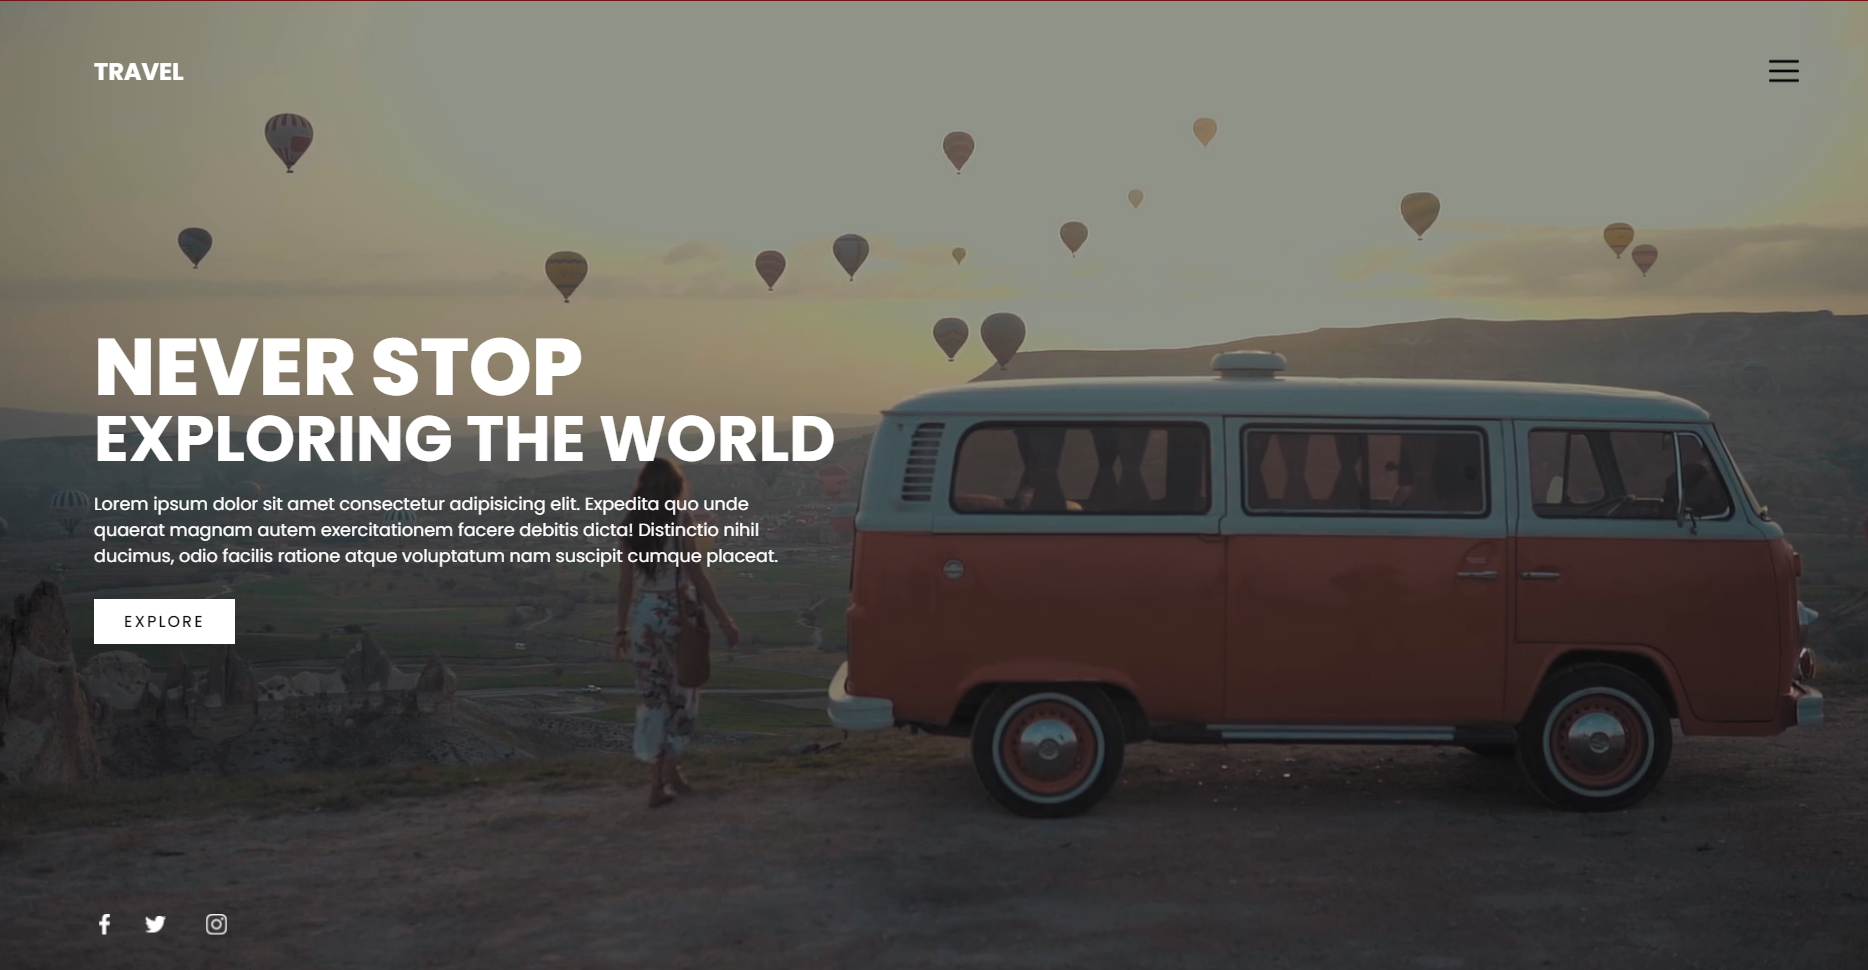 TRAVEL
NEVER STOP
EXPLORING THE WORLD
Lorem ipsum dolor sit amet consectetur adipisicing elit. Expedita quo unde
quaerat magnam autem exercitationem facere debitis dicta! Distinctio nihil
ducimus, odio facilis ratione atque voluptatum nam suscipit cumque placeat.
EXPLORE